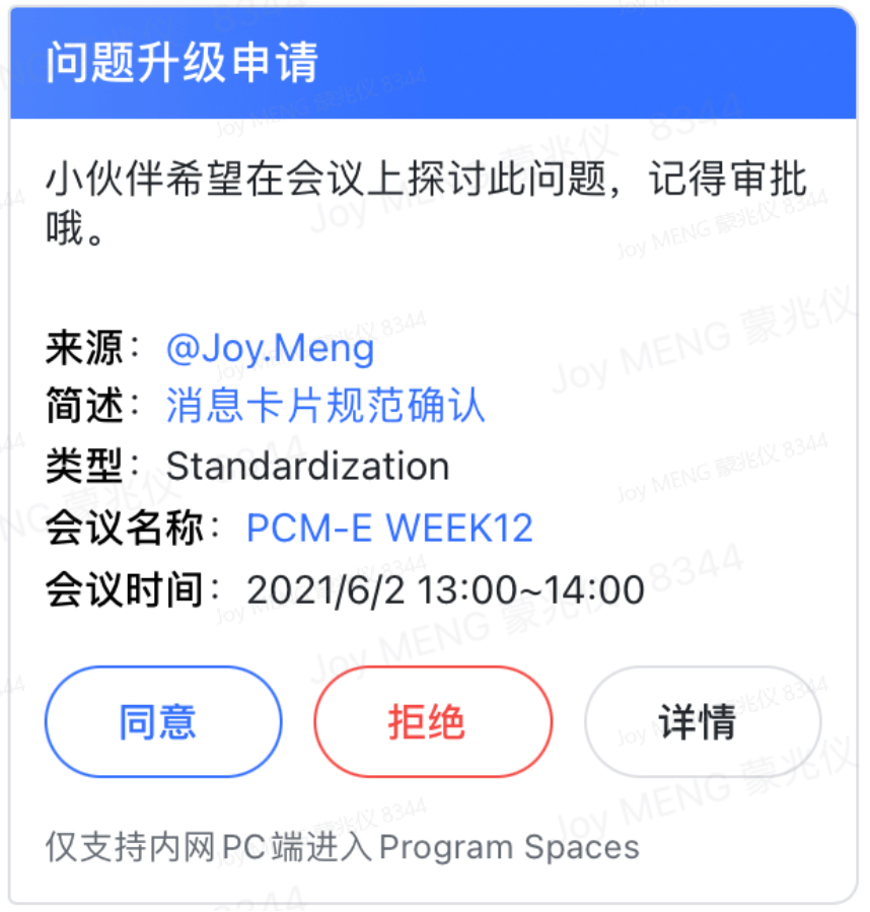 问题升级申请
小伙伴希望在会议上探讨此问题，记得审批
哦。
来源：@Joy.Meng
简述：消息卡片规范确认
类型：Standardization
会议名称：PCM-E WEEK12
会议时间：2021/6/2 13:00~14:00
同意 拒绝 详情
仅支持内网PC端进入Program Spaces
Joy MENG 蒙兆仪 8344